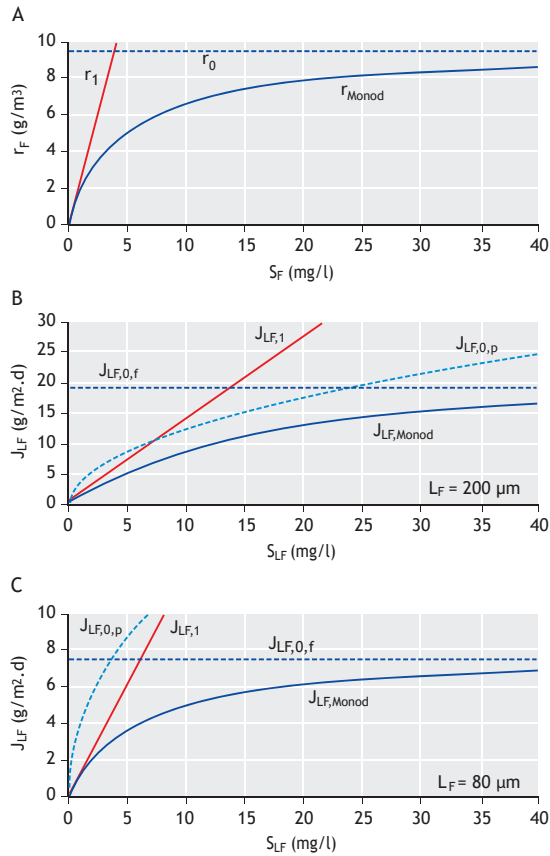 A
10
8
6
4
2
0
r_F (g/m³)
r₁
r₀
r_Monod
0 5 10 15 20 25 30 35 40
S_F (mg/l)
B
30
25
20
15
10
5
0
J_LF (g/m².d)
J_LF,0,f
J_LF,1
J_LF,0,p
J_LF,Monod
L_F = 200 µm
0 5 10 15 20 25 30 35 40
S_LF (mg/l)
C
10
8
6
4
2
0
J_LF (g/m².d)
J_LF,0,p
J_LF,1
J_LF,0,f
J_LF,Monod
L_F = 80 µm
0 5 10 15 20 25 30 35 40
S_LF (mg/l)